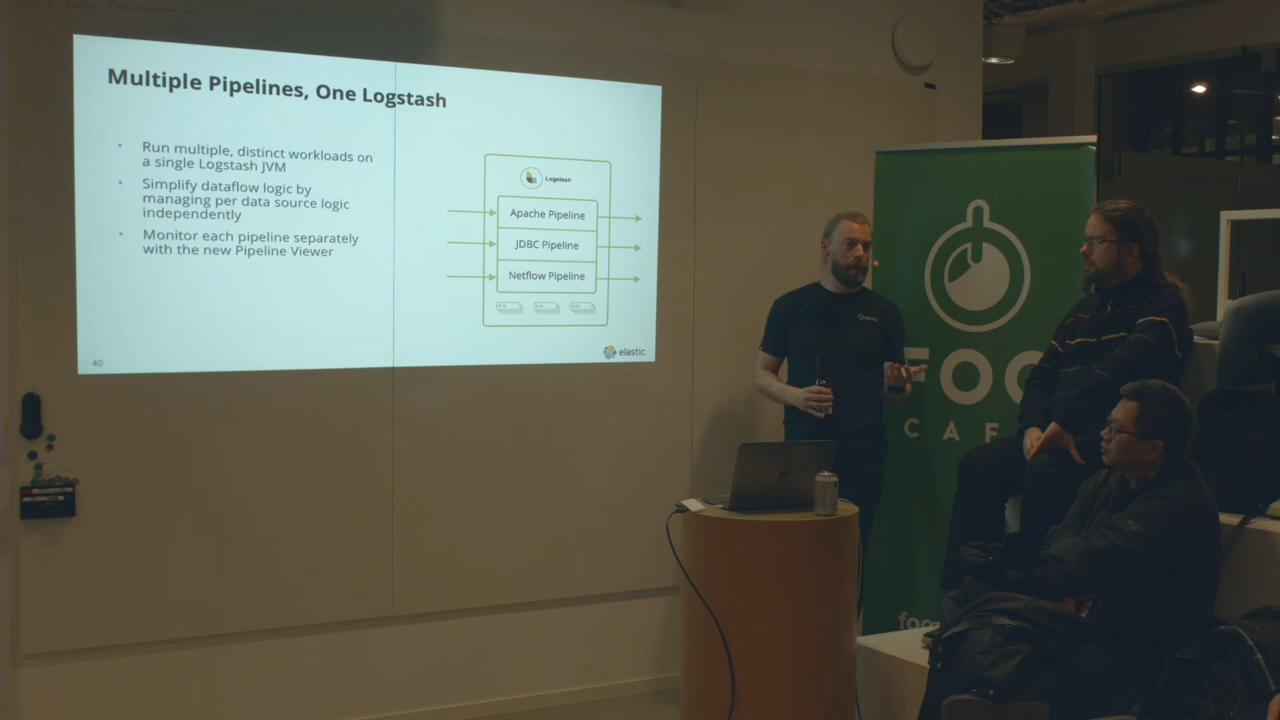 Multiple Pipelines, One Logstash
Run multiple, distinct workloads on
a single Logstash JVM
Simplify dataflow logic by
managing per data source logic
independently
Monitor each pipeline separately
with the new Pipeline Viewer
Logstash
Apache Pipeline
JDBC Pipeline
Netflow Pipeline
40
elastic
FOO
CAF
foo